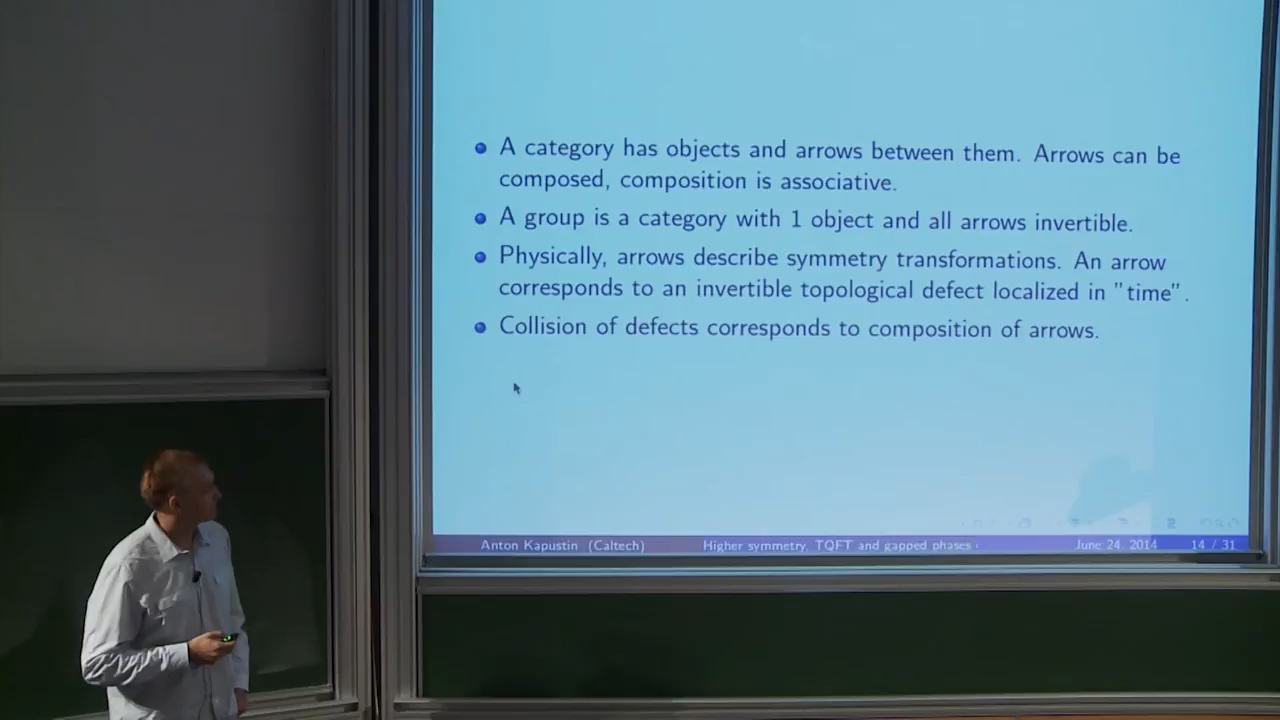 A category has objects and arrows between them. Arrows can be
composed, composition is associative.
A group is a category with 1 object and all arrows invertible.
Physically, arrows describe symmetry transformations. An arrow
corresponds to an invertible topological defect localized in "time".
Collision of defects corresponds to composition of arrows.
Anton Kapustin (Caltech) Higher symmetry, TQFT and gapped phases June 24, 2014 14 / 31